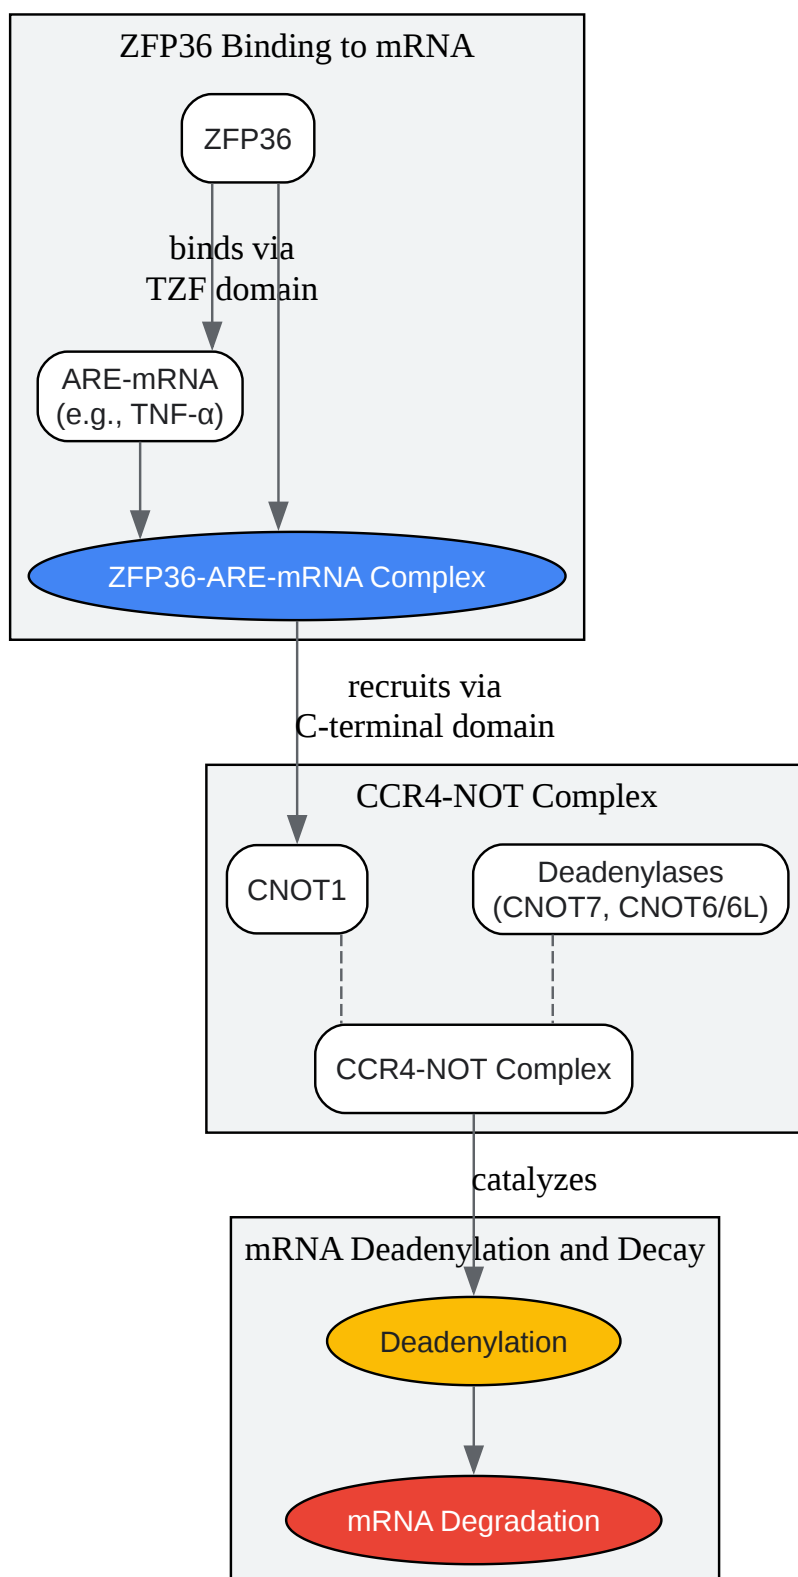 ZFP36 Binding to mRNA
ZFP36
binds via
TZF domain
ARE-mRNA
(e.g., TNF-α)
ZFP36-ARE-mRNA Complex
recruits via
C-terminal domain
CCR4-NOT Complex
CNOT1
Deadenylases
(CNOT7, CNOT6/6L)
CCR4-NOT Complex
catalyzes
mRNA Deadenylation and Decay
Deadenylation
mRNA Degradation